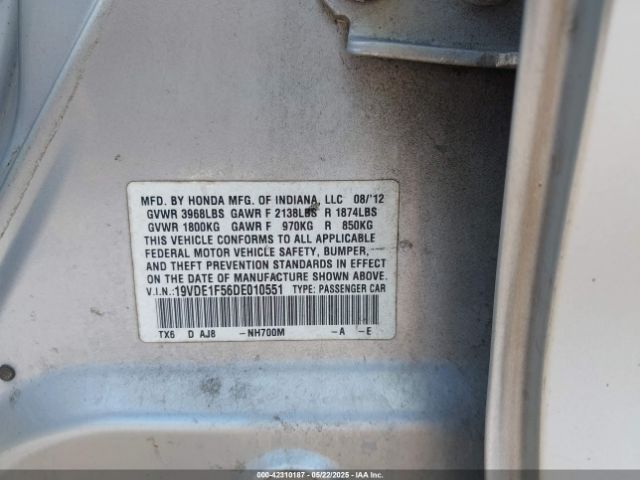 MFD. BY HONDA MFG. OF INDIANA, LLC 08/'12
GVWR 3968LBS GAWR F 2138LBS R 1874LBS
GVWR 1800KG GAWR F 970KG R 850KG
THIS VEHICLE CONFORMS TO ALL APPLICABLE
FEDERAL MOTOR VEHICLE SAFETY, BUMPER,
AND THEFT PREVENTION STANDARDS IN EFFECT
ON THE DATE OF MANUFACTURE SHOWN ABOVE.
V.I.N.:19VDE1F56DE010551 TYPE: PASSENGER CAR
TX6 D AJ8 -NH700M -A -E
000-42310187 - 05/22/2025 - IAAI.COM